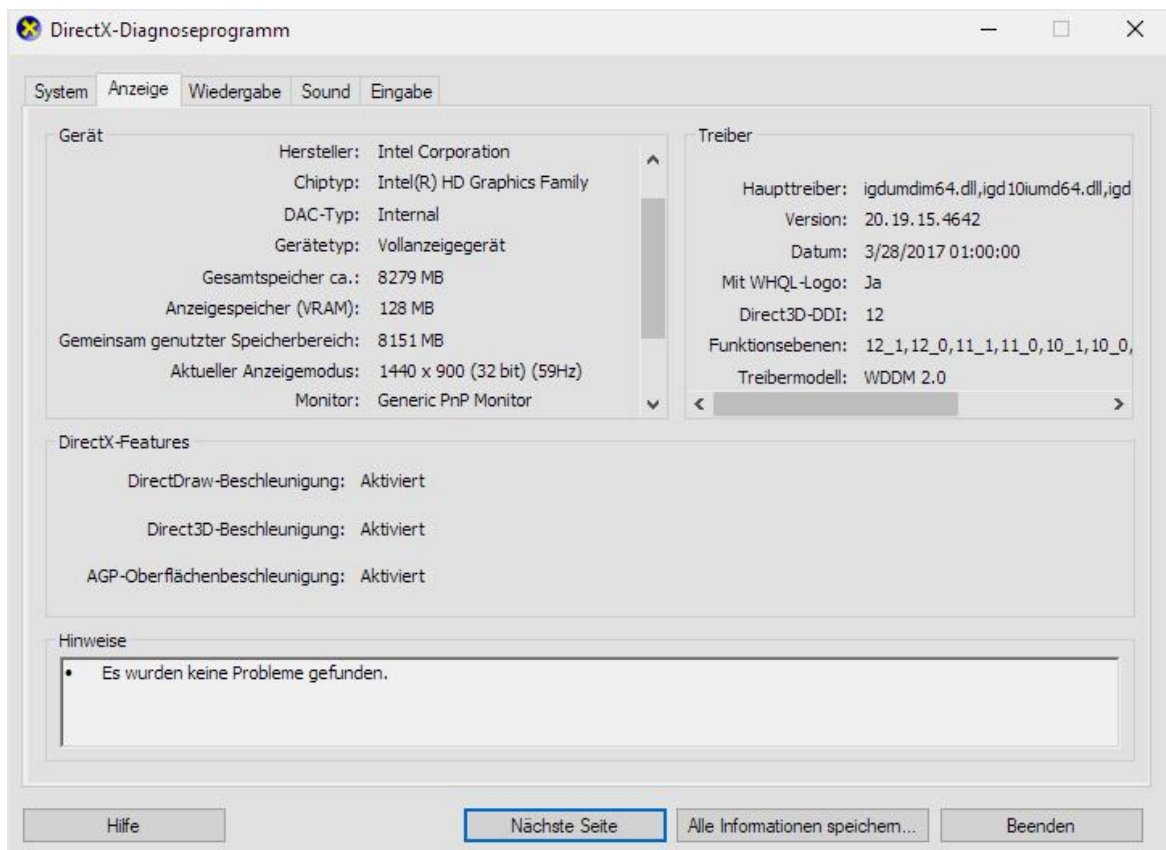 DirectX-Diagnoseprogramm
System Anzeige Wiedergabe Sound Eingabe
Gerät
Hersteller: Intel Corporation
Chiptyp: Intel(R) HD Graphics Family
DAC-Typ: Internal
Gerätetyp: Vollanzeigegerät
Gesamtspeicher ca.: 8279 MB
Anzeigespeicher (VRAM): 128 MB
Gemeinsam genutzter Speicherbereich: 8151 MB
Aktueller Anzeigemodus: 1440 x 900 (32 bit) (59Hz)
Monitor: Generic PnP Monitor
Treiber
Haupttreiber: igdumdim64.dll,igd10iumd64.dll,igd
Version: 20.19.15.4642
Datum: 3/28/2017 01:00:00
Mit WHQL-Logo: Ja
Direct3D-DDI: 12
Funktionsebenen: 12_1,12_0,11_1,11_0,10_1,10_0,
Treibermodell: WDDM 2.0
DirectX-Features
DirectDraw-Beschleunigung: Aktiviert
Direct3D-Beschleunigung: Aktiviert
AGP-Oberflächenbeschleunigung: Aktiviert
Hinweise
• Es wurden keine Probleme gefunden.
Hilfe Nächste Seite Alle Informationen speichern... Beenden